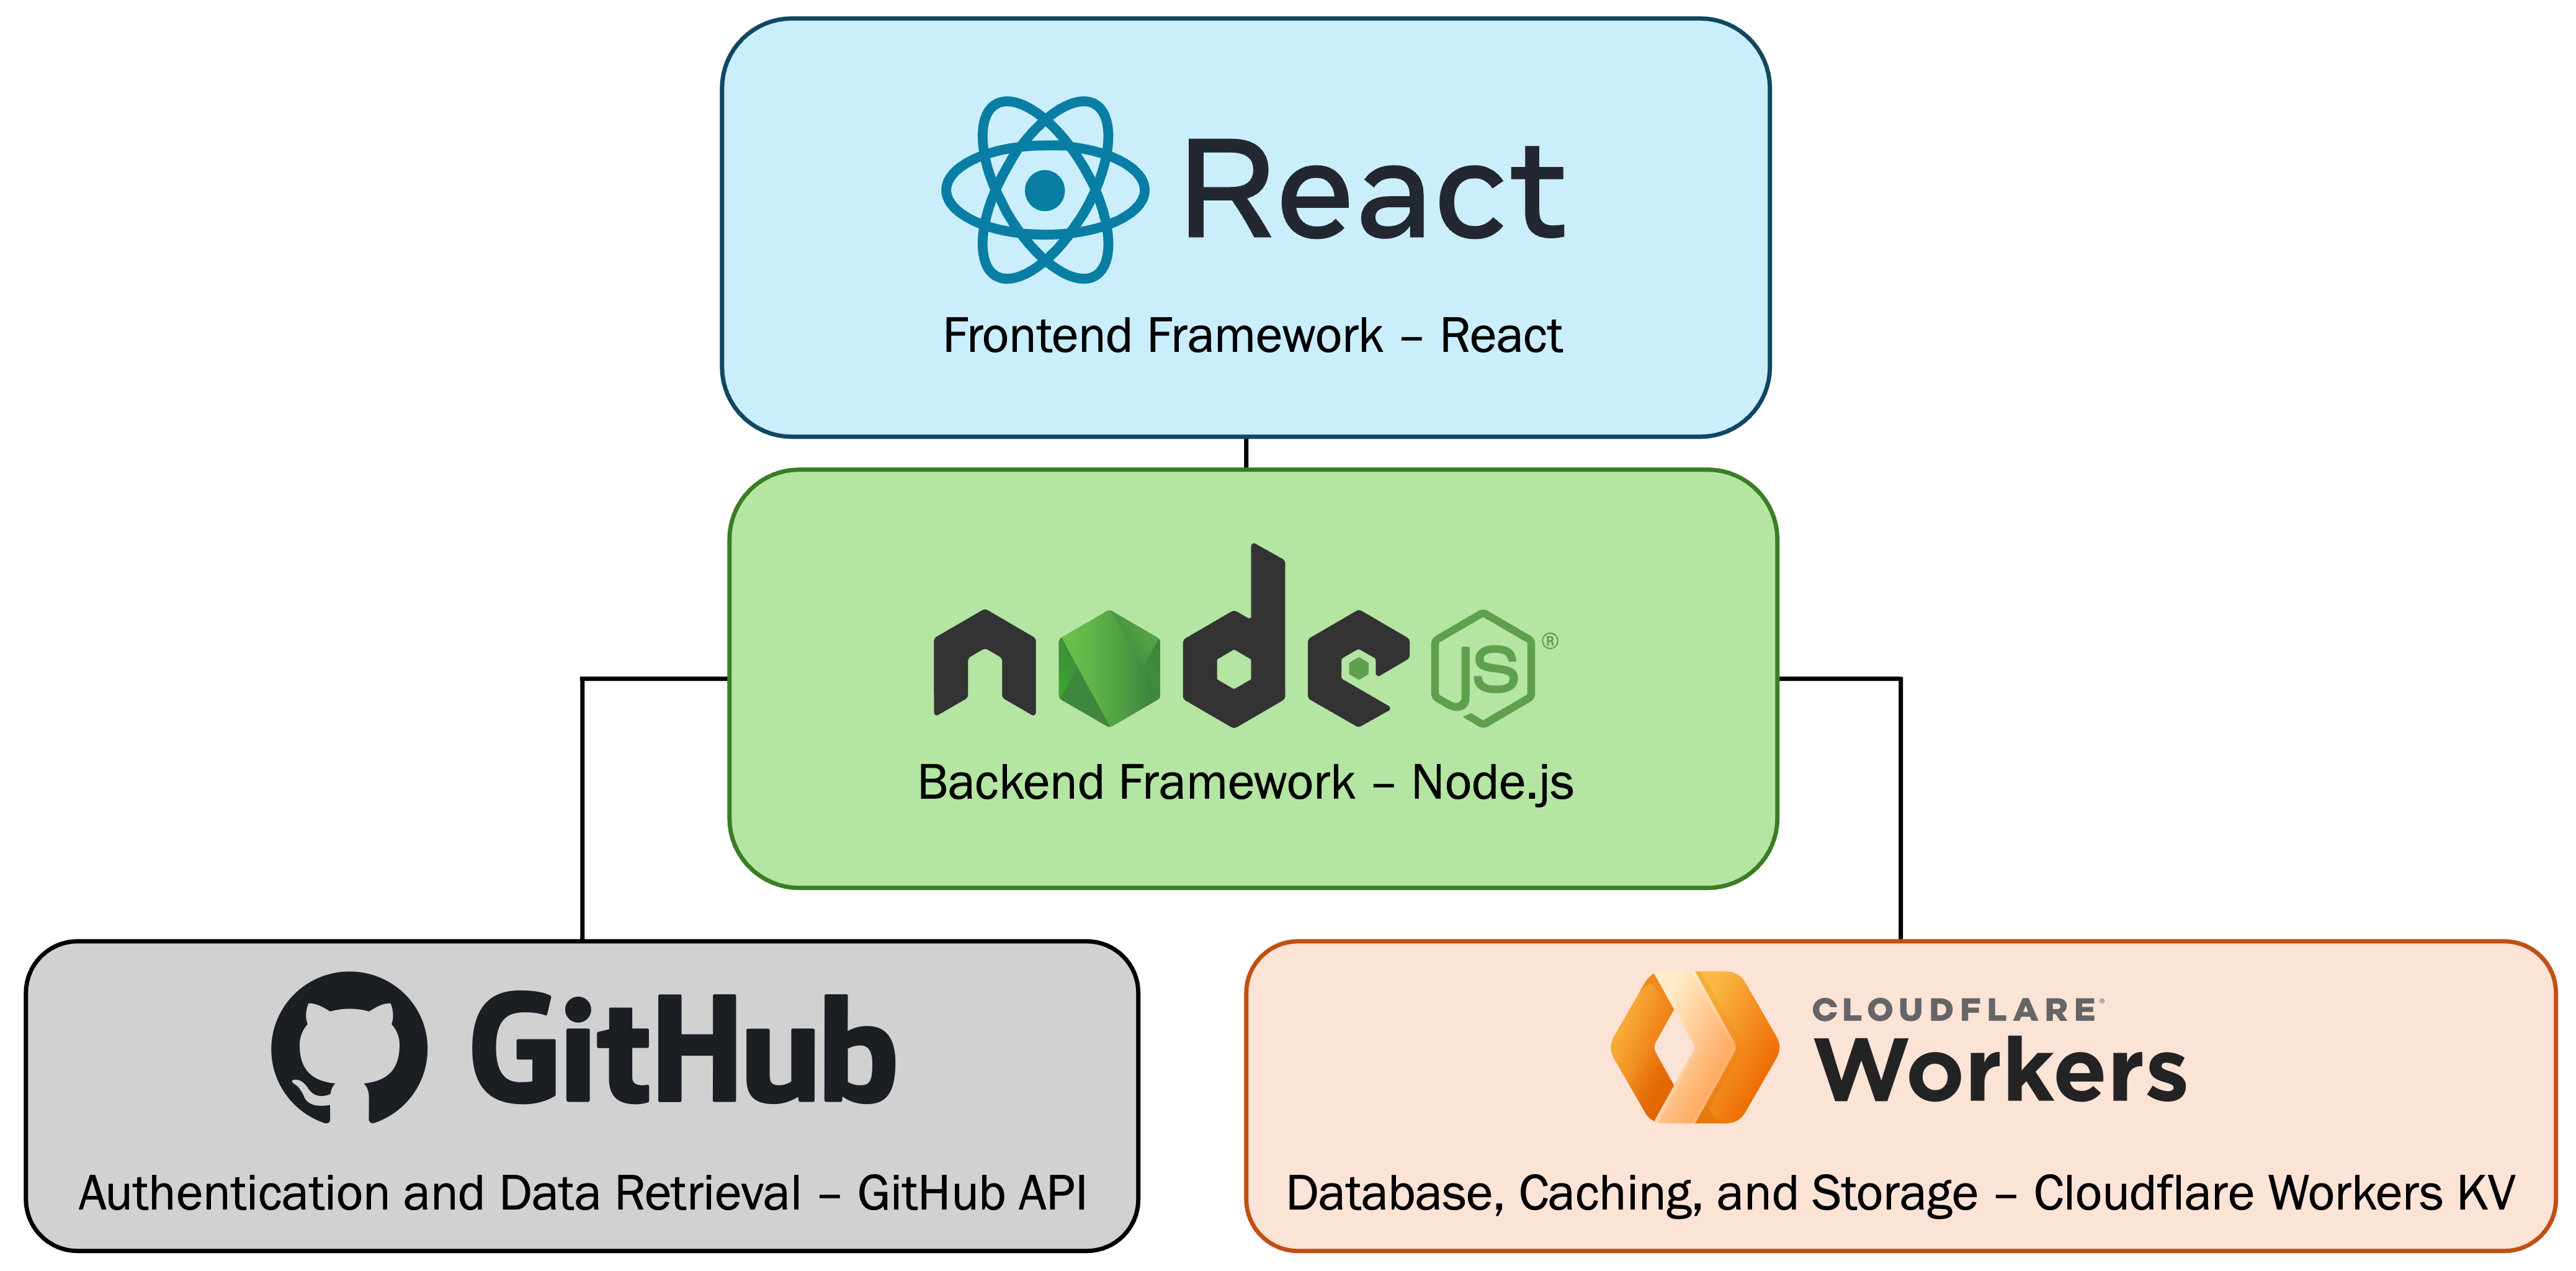 React
Frontend Framework – React
node JS®
Backend Framework – Node.js
GitHub
Authentication and Data Retrieval – GitHub API
CLOUDFLARE®
Workers
Database, Caching, and Storage – Cloudflare Workers KV